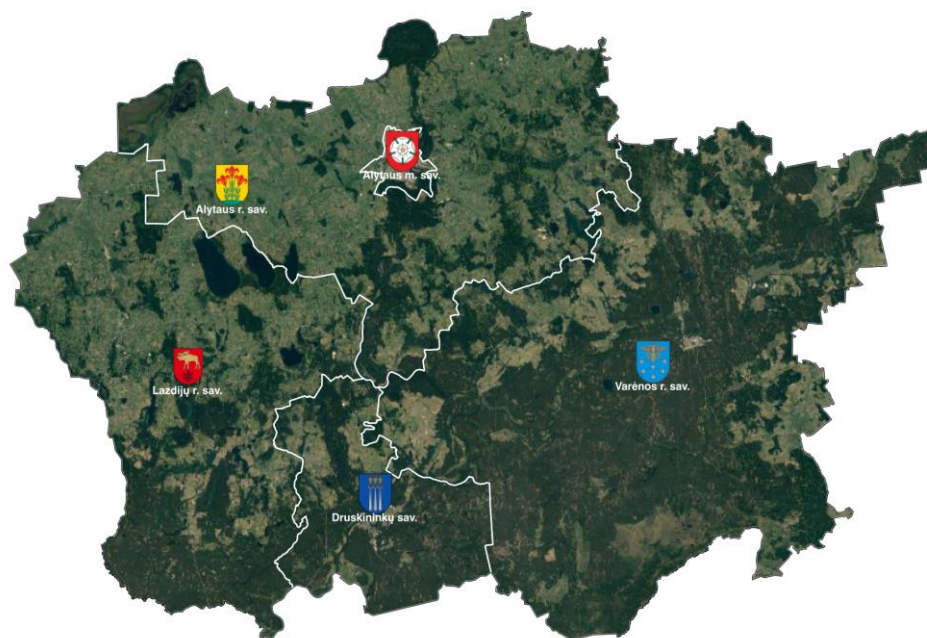 Alytaus m. sav.
Alytaus r. sav.
Lazdijų r. sav.
Varėnos r. sav.
Druskininkų sav.